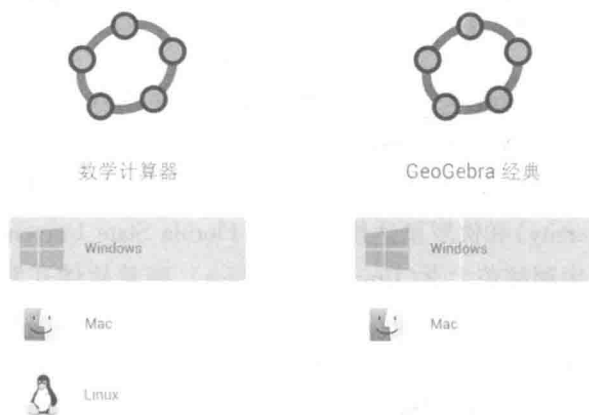 数学计算器
GeoGebra 经典
Windows
Windows
Mac
Mac
Linux